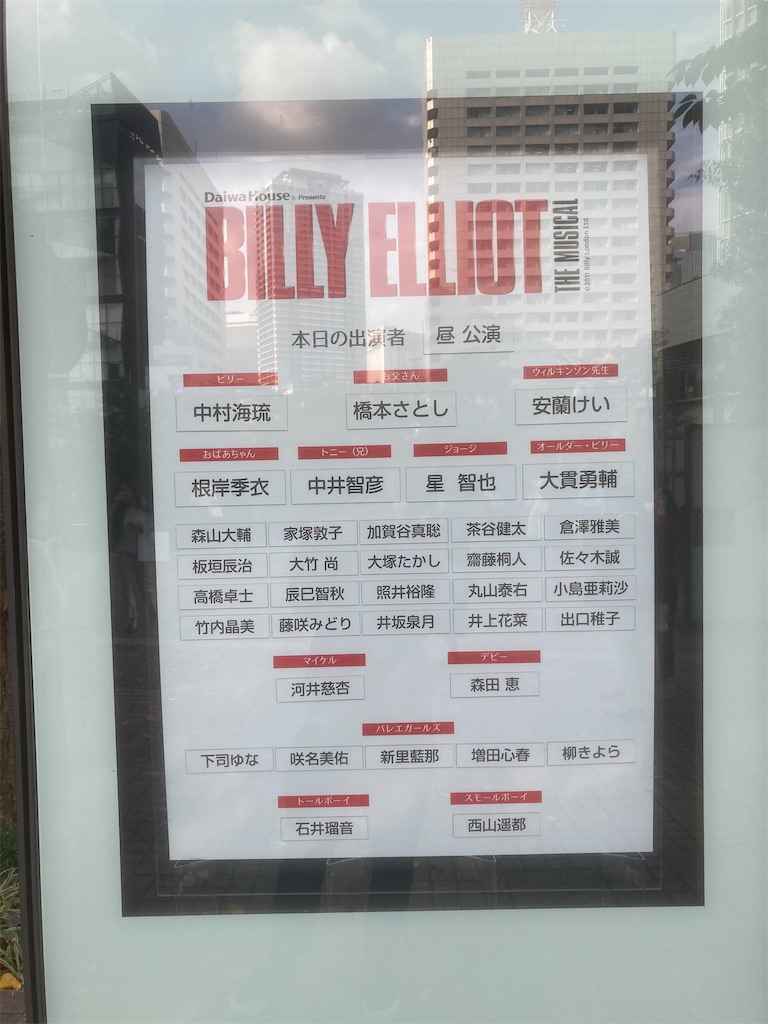 Daiwa House® Presents
BILLY ELLIOT THE MUSICAL
©2011 Billy London Ltd.
本日の出演者 昼 公演
ビリー お父さん ウィルキンソン先生
中村海琉 橋本さとし 安蘭けい
おばあちゃん トニー（兄） ジョージ オールダー・ビリー
根岸季衣 中井智彦 星 智也 大貫勇輔
森山大輔 家塚敦子 加賀谷真聡 茶谷健太 倉澤雅美
板垣辰治 大竹 尚 大塚たかし 齋藤桐人 佐々木誠
高橋卓士 辰巳智秋 照井裕隆 丸山泰右 小島亜莉沙
竹内晶美 藤咲みどり 井坂泉月 井上花菜 出口稚子
マイケル デビー
河井慈杏 森田 恵
バレエガールズ
下司ゆな 咲名美佑 新里藍那 増田心春 柳きよら
トールボーイ スモールボーイ
石井瑠音 西山遥都